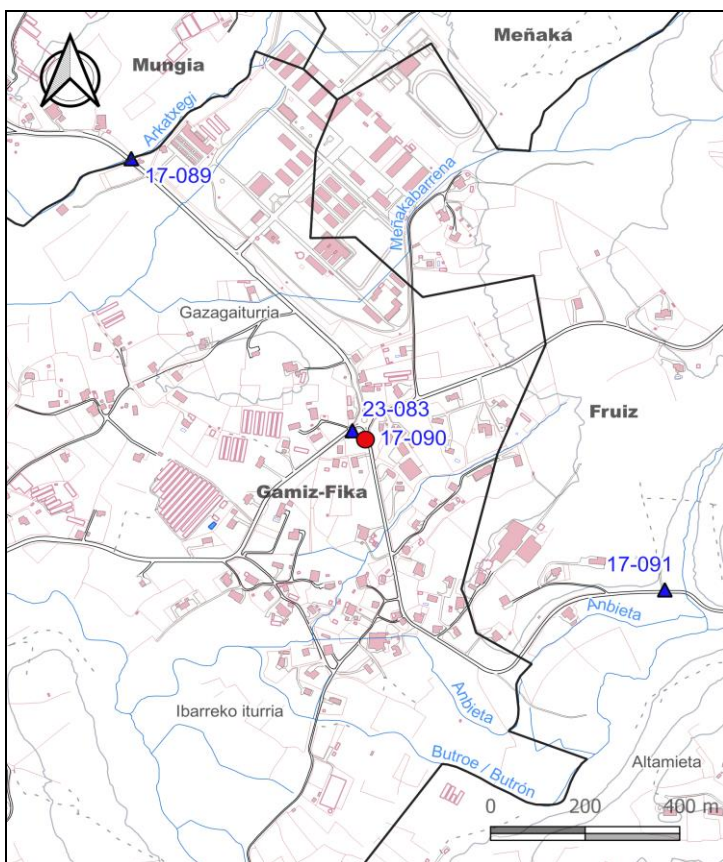 Meñaká
Mungia
Arkatxegi
17-089
Meñakabarrena
Gazagaiturria
23-083
Fruiz
17-090
Gamiz-Fika
17-091
Anbieta
Anbieta
Ibarreko iturria
Butroe / Butrón
Altamieta
0 200 400 m